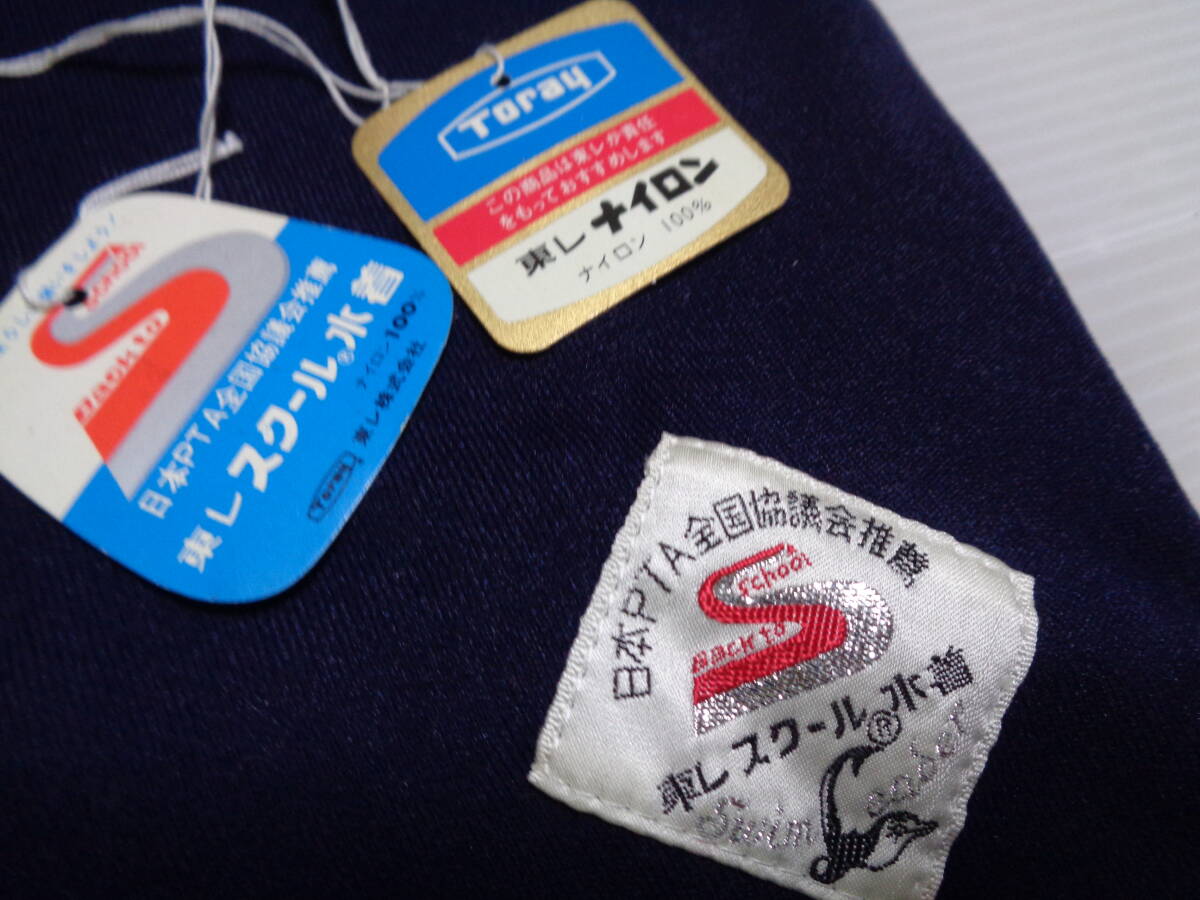 Toray
この商品は東レが責任
をもっておすすめします
東レ ナイロン
ナイロン 100%
School
Back to
日本PTA全国協議会推薦
東レ スクール®水着
ナイロン100%
Toray 東レ株式会社
日本PTA全国協議会推薦
School
Back to
東レ スクール®水着
Swim